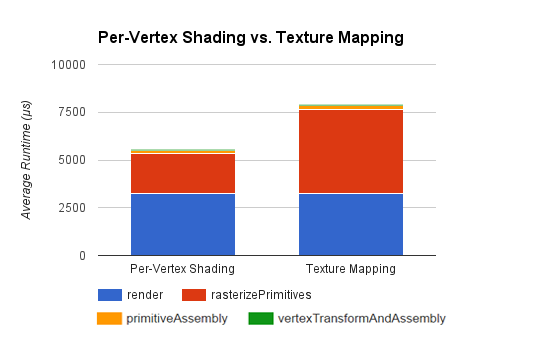 Per-Vertex Shading vs. Texture Mapping
10000
7500
5000
2500
0
Average Runtime (µs)
Per-Vertex Shading
Texture Mapping
render
rasterizePrimitives
primitiveAssembly
vertexTransformAndAssembly